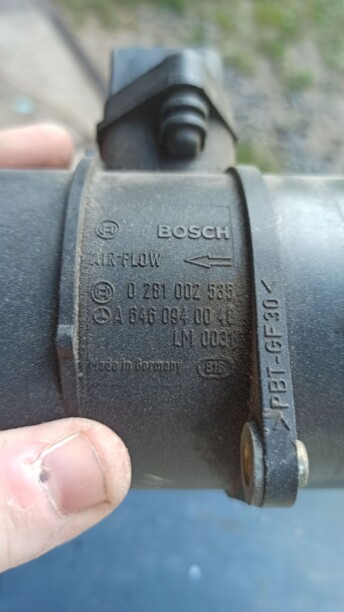 BOSCH
AIR-FLOW
0 281 002 535
A 646 094 00 48
LM 003
Made in Germany
>PBT-GF30<